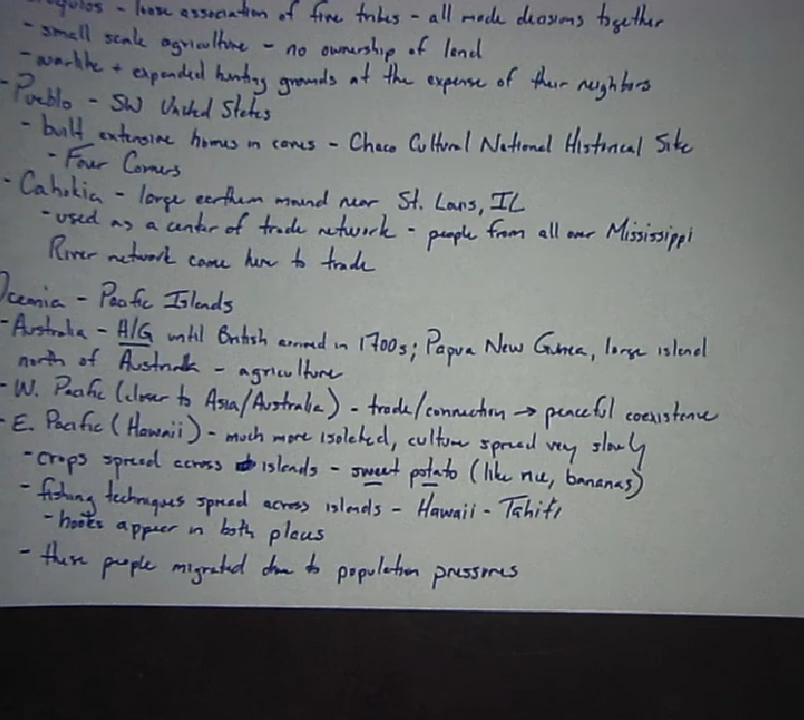 - loose association of five tribes - all made decisions together
- small scale agriculture - no ownership of land
- warlike + expanded hunting grounds at the expense of their neighbors
- Pueblo - SW United States
- built extensive homes in caves - Chaco Cultural National Historical Site
- Four Corners
- Cahokia - large earthen mound near St. Louis, IL
- used as a center of trade network - people from all over Mississippi
River network come here to trade
Oceania - Pacific Islands
- Australia - H/G until British arrived in 1700s; Papua New Guinea, large island
north of Australia - agriculture
- W. Pacific (closer to Asia/Australia) - trade/connection → peaceful coexistence
- E. Pacific (Hawaii) - much more isolated, culture spread very slowly
- crops spread across islands - sweet potato (like rice, bananas)
- fishing techniques spread across islands - Hawaii - Tahiti
- hooks appear in both places
- these people migrated due to population pressures